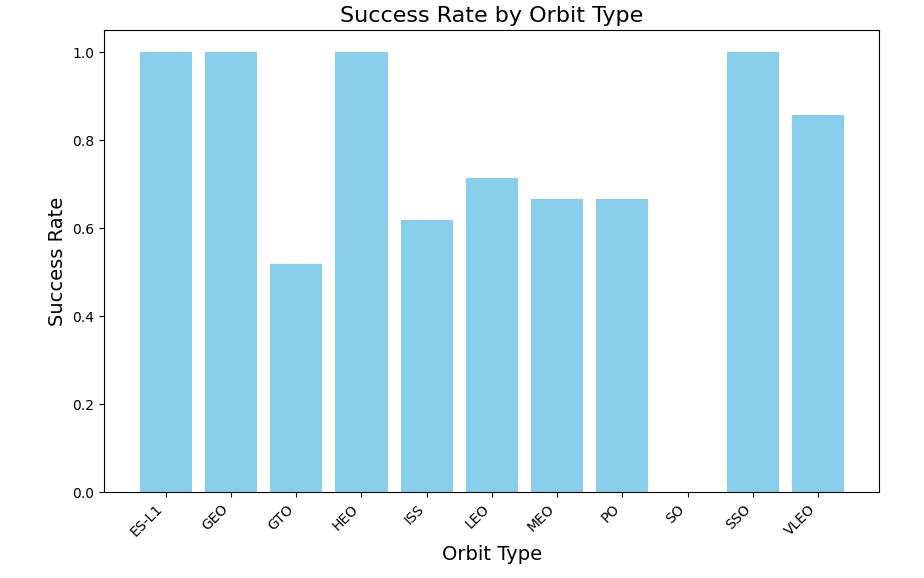 Success Rate by Orbit Type
Success Rate
1.0
0.8
0.6
0.4
0.2
0.0
ES-L1
GEO
GTO
HEO
ISS
LEO
MEO
PO
SO
SSO
VLEO
Orbit Type